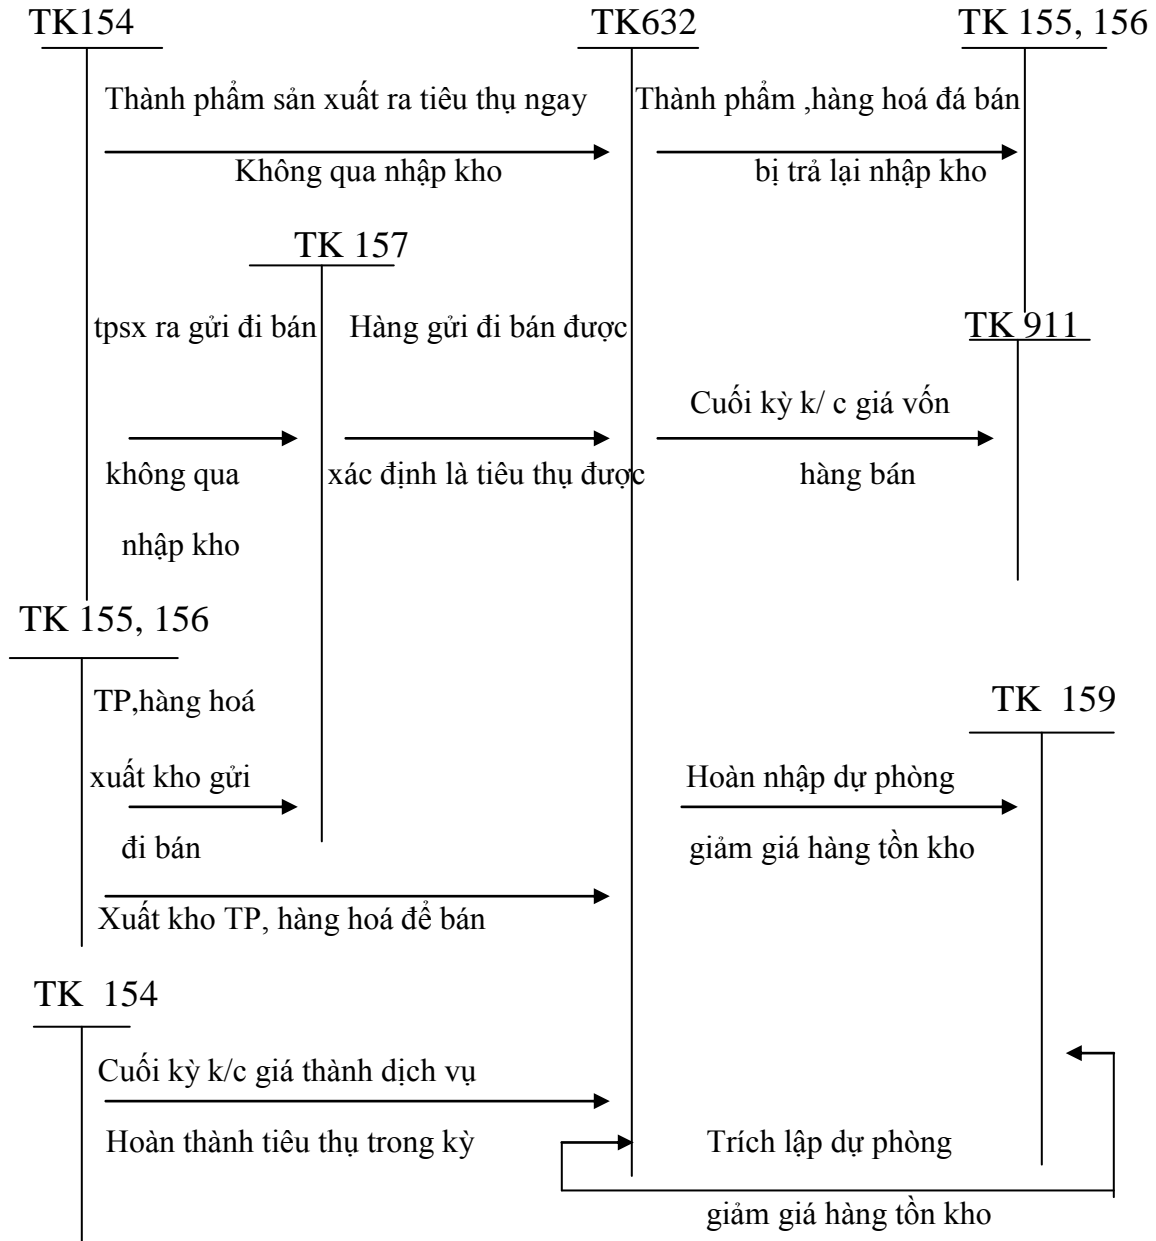 TK154
TK632
TK 155, 156
Thành phẩm sản xuất ra tiêu thụ ngay
Thành phẩm ,hàng hoá đá bán
Không qua nhập kho
bị trả lại nhập kho
TK 157
tpsx ra gửi đi bán
Hàng gửi đi bán được
TK 911
Cuối kỳ k/ c giá vốn
không qua
xác định là tiêu thụ được
hàng bán
nhập kho
TK 155, 156
TP,hàng hoá
TK 159
xuất kho gửi
Hoàn nhập dự phòng
đi bán
giảm giá hàng tồn kho
Xuất kho TP, hàng hoá để bán
TK 154
Cuối kỳ k/c giá thành dịch vụ
Hoàn thành tiêu thụ trong kỳ
Trích lập dự phòng
giảm giá hàng tồn kho